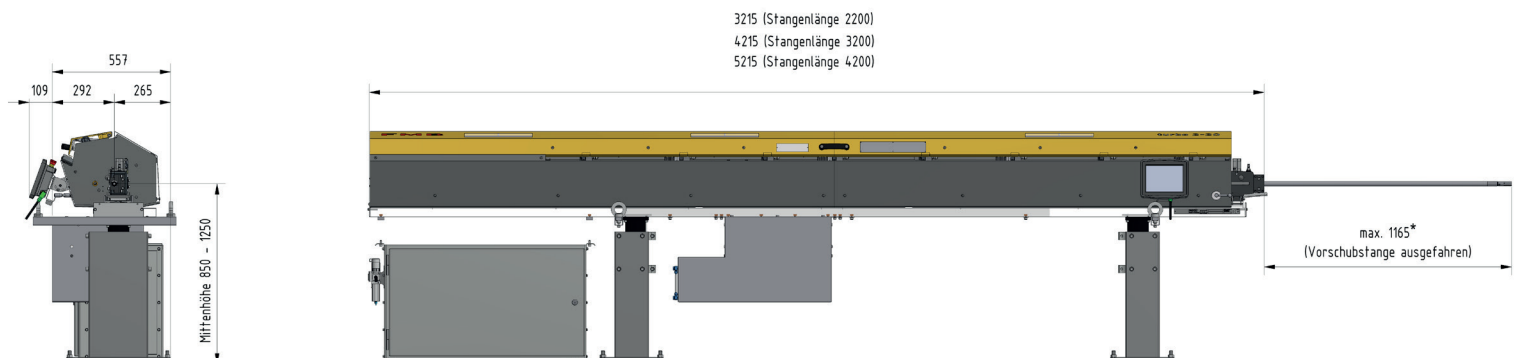 3215 (Stangenlänge 2200)
4215 (Stangenlänge 3200)
5215 (Stangenlänge 4200)
557
109 292 265
Mittenhöhe 850 - 1250
max. 1165*
(Vorschubstange ausgefahren)